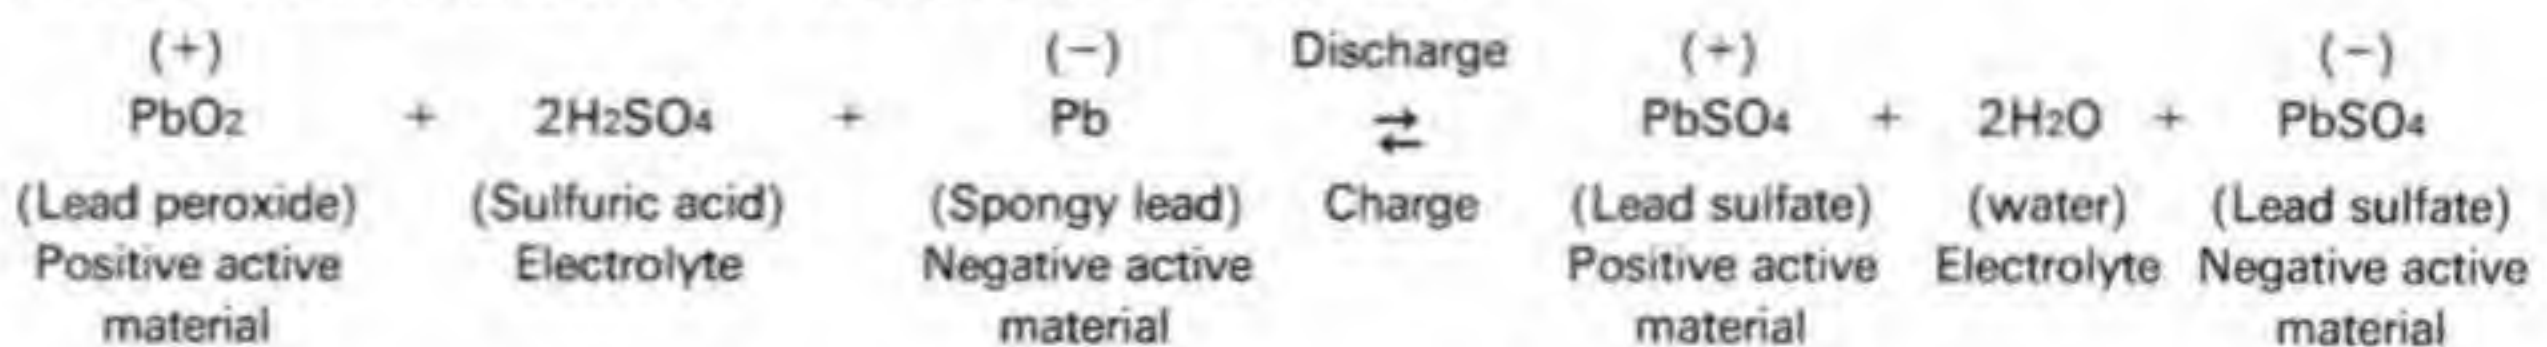 (+) (−) Discharge (+) (−)
PbO2 + 2H2SO4 + Pb ⇄ PbSO4 + 2H2O + PbSO4
(Lead peroxide) (Sulfuric acid) (Spongy lead) Charge (Lead sulfate) (water) (Lead sulfate)
Positive active Electrolyte Negative active Positive active Electrolyte Negative active
material material material material